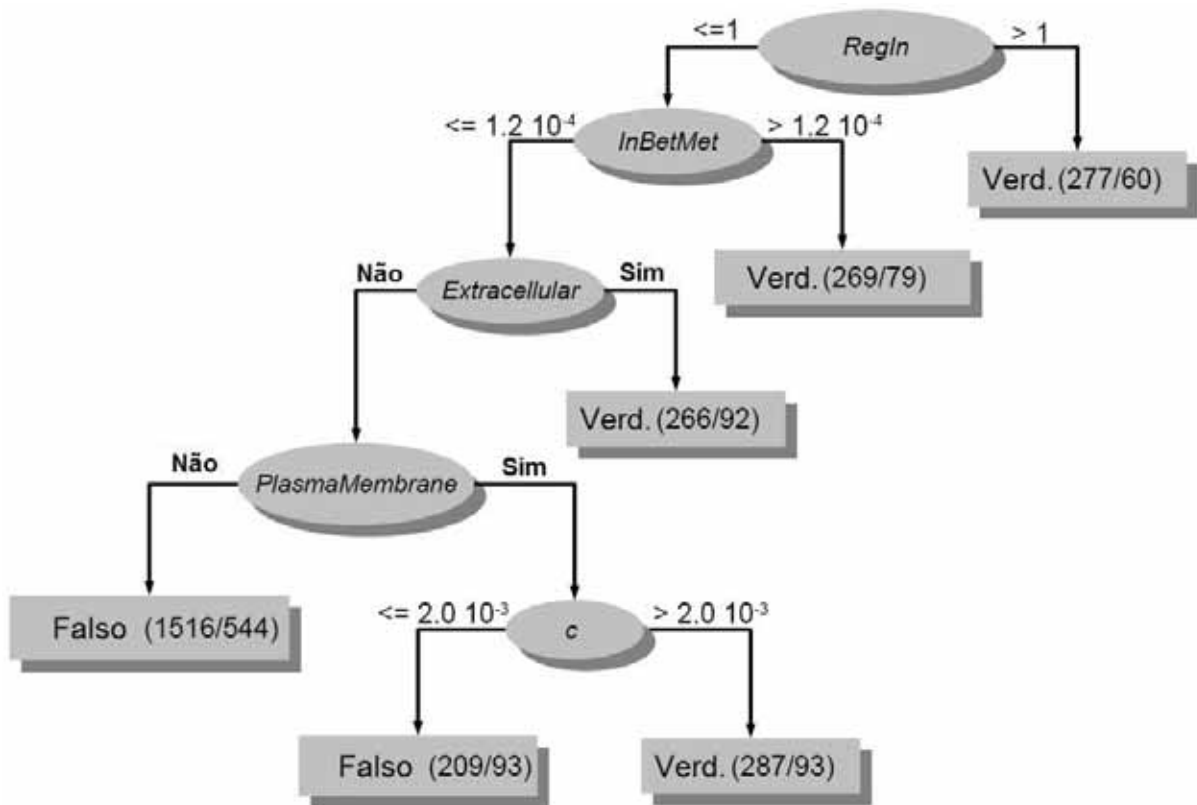 <=1
RegIn
> 1
<= 1.2 10-4
InBetMet
> 1.2 10-4
Verd. (277/60)
Não
Extracellular
Sim
Verd. (269/79)
Verd. (266/92)
Não
PlasmaMembrane
Sim
Falso (1516/544)
<= 2.0 10-3
c
> 2.0 10-3
Falso (209/93)
Verd. (287/93)